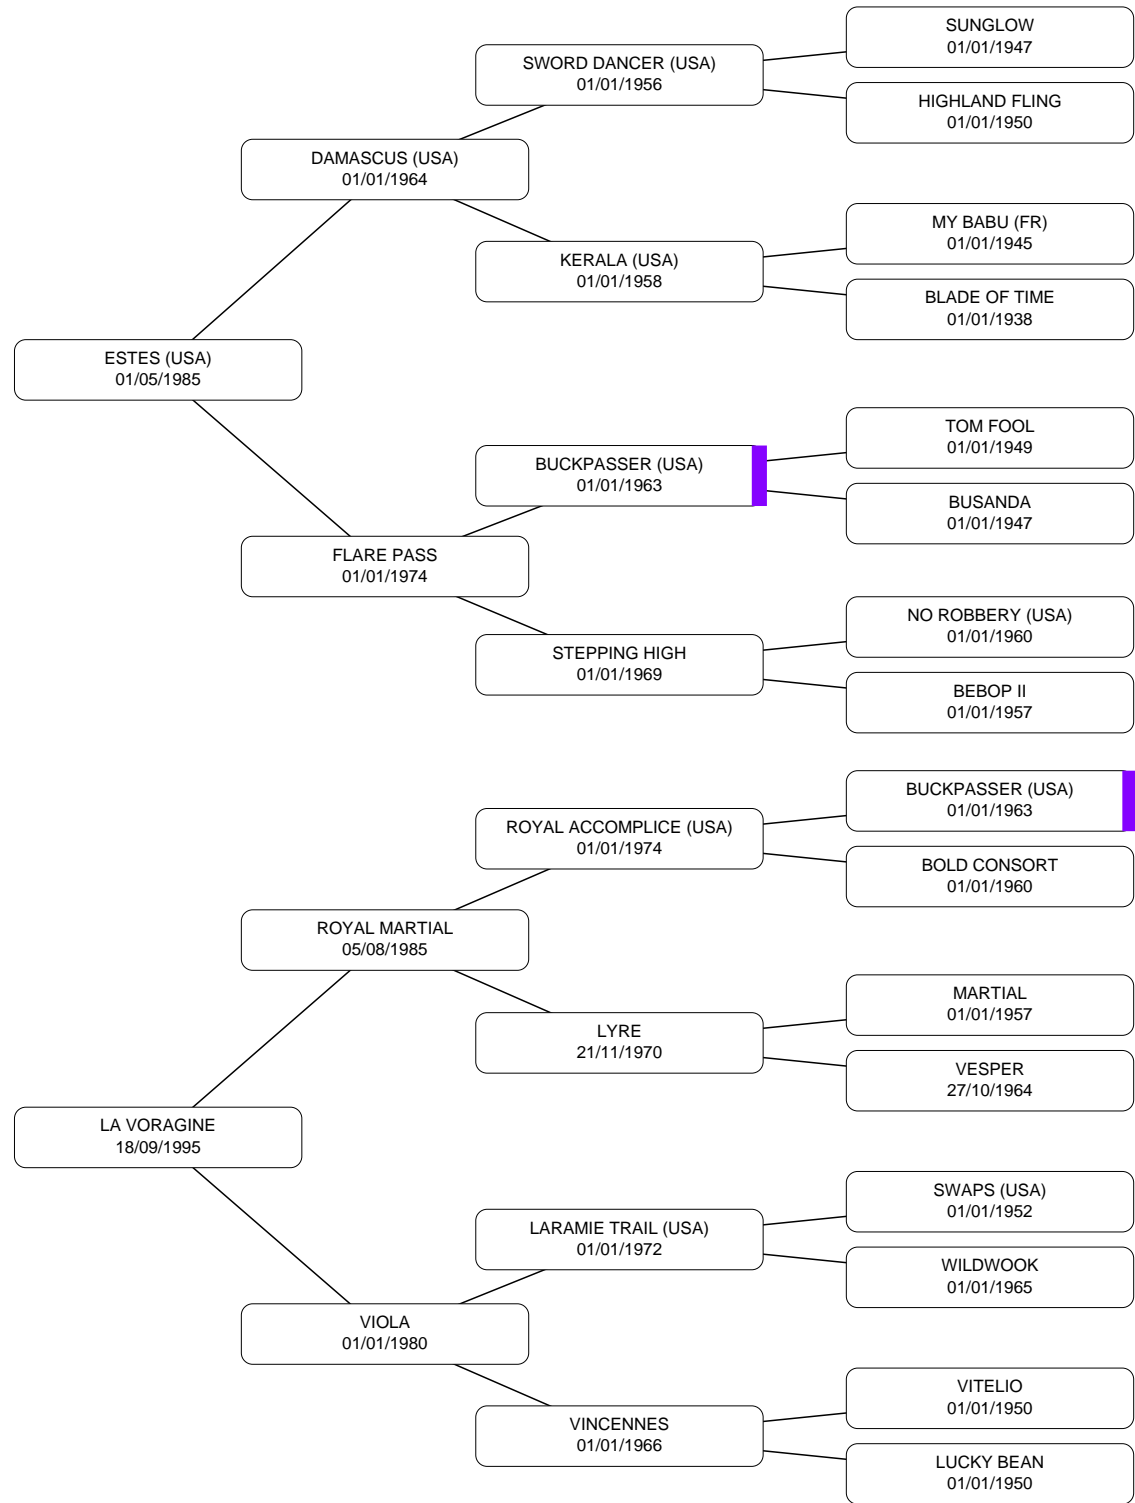 SUNGLOW
01/01/1947
SWORD DANCER (USA)
01/01/1956
HIGHLAND FLING
01/01/1950
DAMASCUS (USA)
01/01/1964
MY BABU (FR)
01/01/1945
KERALA (USA)
01/01/1958
BLADE OF TIME
01/01/1938
ESTES (USA)
01/05/1985
TOM FOOL
01/01/1949
BUCKPASSER (USA)
01/01/1963
BUSANDA
01/01/1947
FLARE PASS
01/01/1974
NO ROBBERY (USA)
01/01/1960
STEPPING HIGH
01/01/1969
BEBOP II
01/01/1957
BUCKPASSER (USA)
01/01/1963
ROYAL ACCOMPLICE (USA)
01/01/1974
BOLD CONSORT
01/01/1960
ROYAL MARTIAL
05/08/1985
MARTIAL
01/01/1957
LYRE
21/11/1970
VESPER
27/10/1964
LA VORAGINE
18/09/1995
SWAPS (USA)
01/01/1952
LARAMIE TRAIL (USA)
01/01/1972
WILDWOOK
01/01/1965
VIOLA
01/01/1980
VITELIO
01/01/1950
VINCENNES
01/01/1966
LUCKY BEAN
01/01/1950